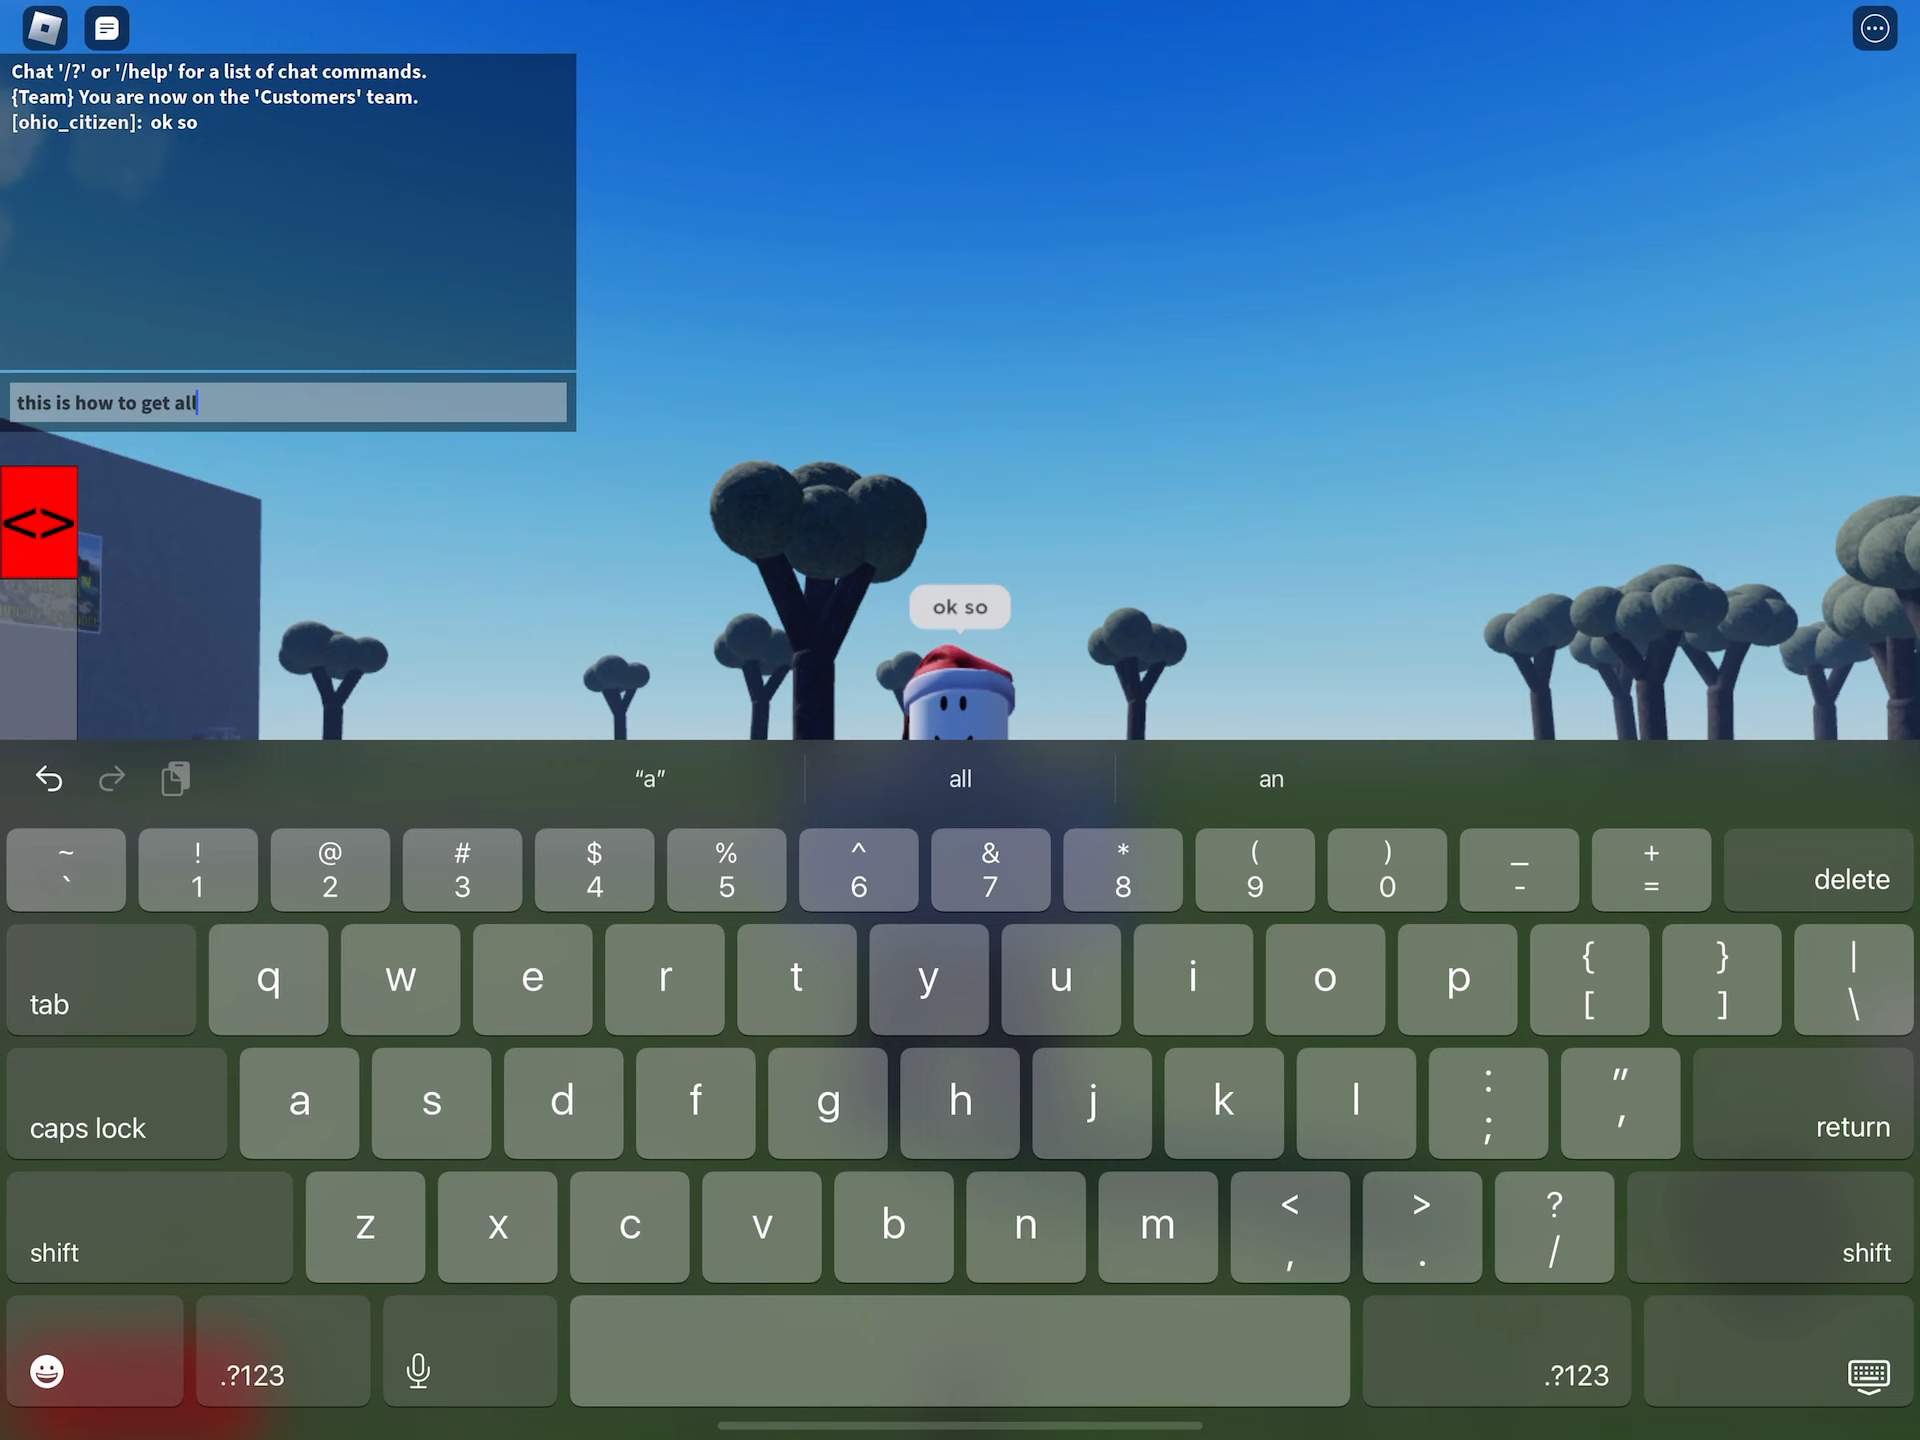 Chat '/?' or '/help' for a list of chat commands.
{Team} You are now on the 'Customers' team.
[ohio_citizen]: ok so
this is how to get all
<>
ok so
“a” all an
~ ! @ # $ % ^ & * ( ) _ +
` 1 2 3 4 5 6 7 8 9 0 - = delete
tab q w e r t y u i o p { [ } ] | \
caps lock a s d f g h j k l : ; " ' return
shift z x c v b n m < , > . ? / shift
.?123 .?123